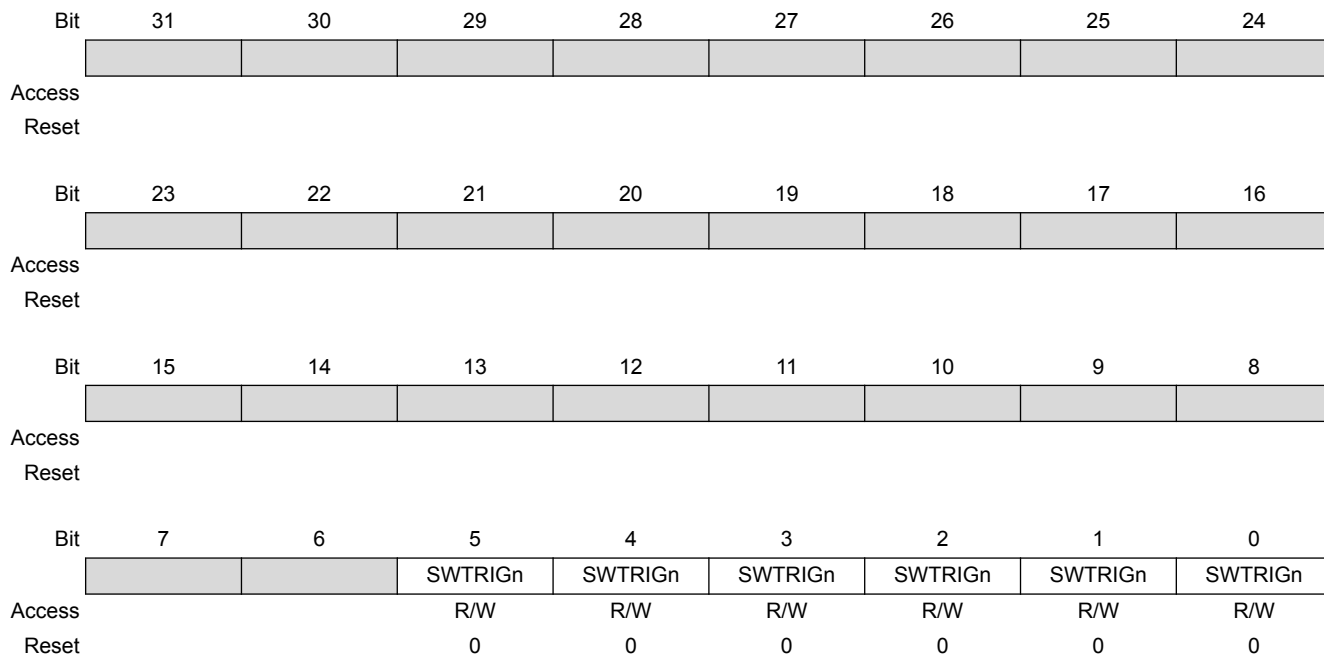 Bit 31 30 29 28 27 26 25 24
Access
Reset
Bit 23 22 21 20 19 18 17 16
Access
Reset
Bit 15 14 13 12 11 10 9 8
Access
Reset
Bit 7 6 5 4 3 2 1 0
SWTRIGn SWTRIGn SWTRIGn SWTRIGn SWTRIGn SWTRIGn
Access R/W R/W R/W R/W R/W R/W
Reset 0 0 0 0 0 0